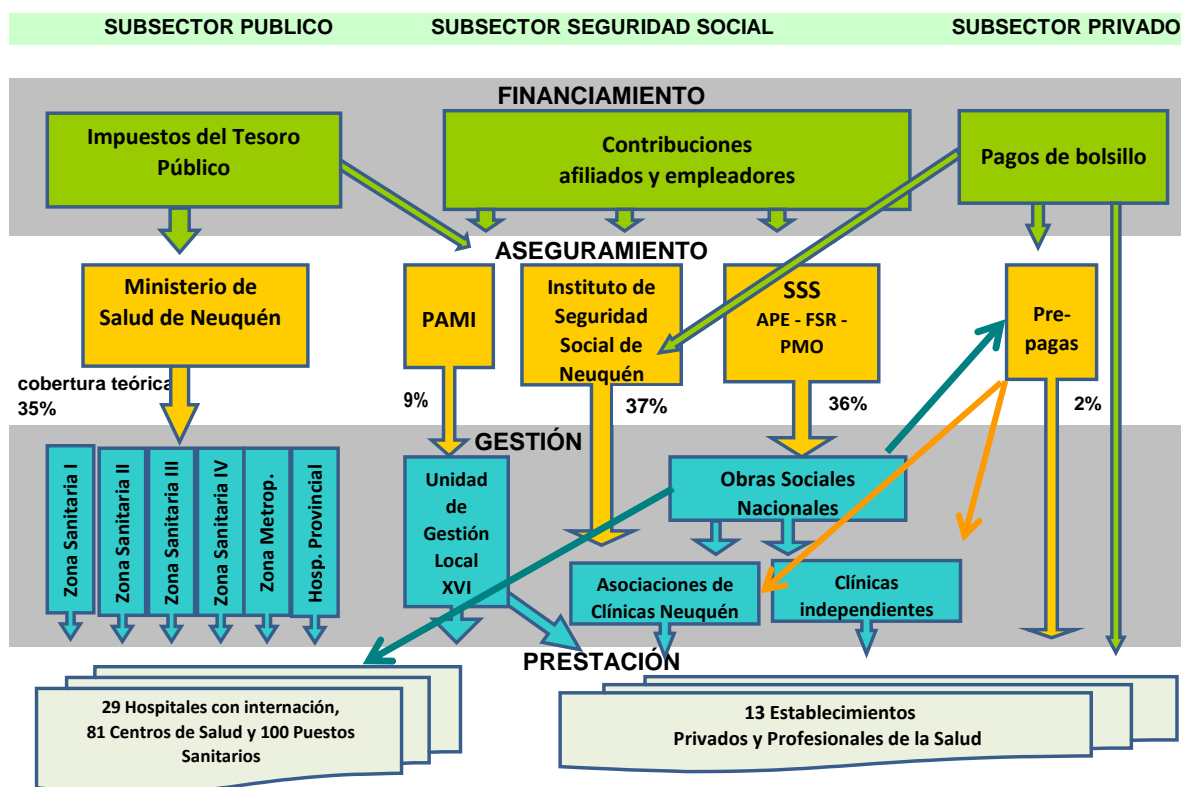 SUBSECTOR PUBLICO
SUBSECTOR SEGURIDAD SOCIAL
SUBSECTOR PRIVADO
FINANCIAMIENTO
Impuestos del Tesoro
Público
Contribuciones
afiliados y empleadores
Pagos de bolsillo
ASEGURAMIENTO
Ministerio de
Salud de Neuquén
PAMI
Instituto de
Seguridad
Social de
Neuquén
SSS
APE - FSR -
PMO
Pre-
pagas
cobertura teórica
35%
9%
37%
36%
2%
GESTIÓN
Zona Sanitaria I
Zona Sanitaria II
Zona Sanitaria III
Zona Sanitaria IV
Zona Metrop.
Hosp. Provincial
Unidad
de
Gestión
Local
XVI
Obras Sociales
Nacionales
Asociaciones de
Clínicas Neuquén
Clínicas
independientes
PRESTACIÓN
29 Hospitales con internación,
81 Centros de Salud y 100 Puestos
Sanitarios
13 Establecimientos
Privados y Profesionales de la Salud